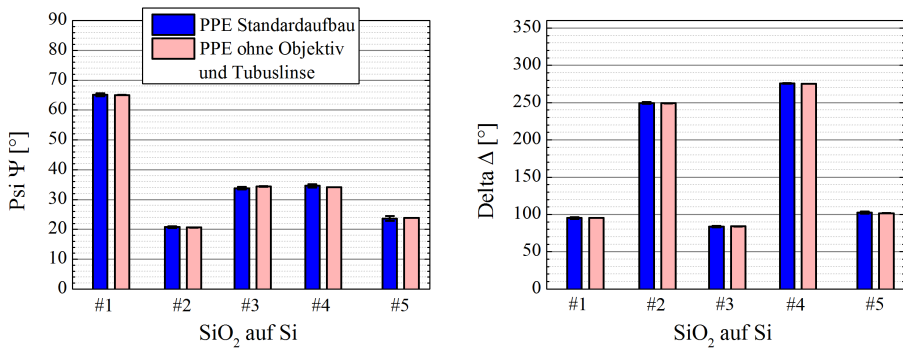 PPE Standardaufbau
PPE ohne Objektiv
und Tubuslinse
Psi Ψ [°]
90
80
70
60
50
40
30
20
10
0
#1 #2 #3 #4 #5
SiO₂ auf Si
Delta Δ [°]
350
300
250
200
150
100
50
0
#1 #2 #3 #4 #5
SiO₂ auf Si